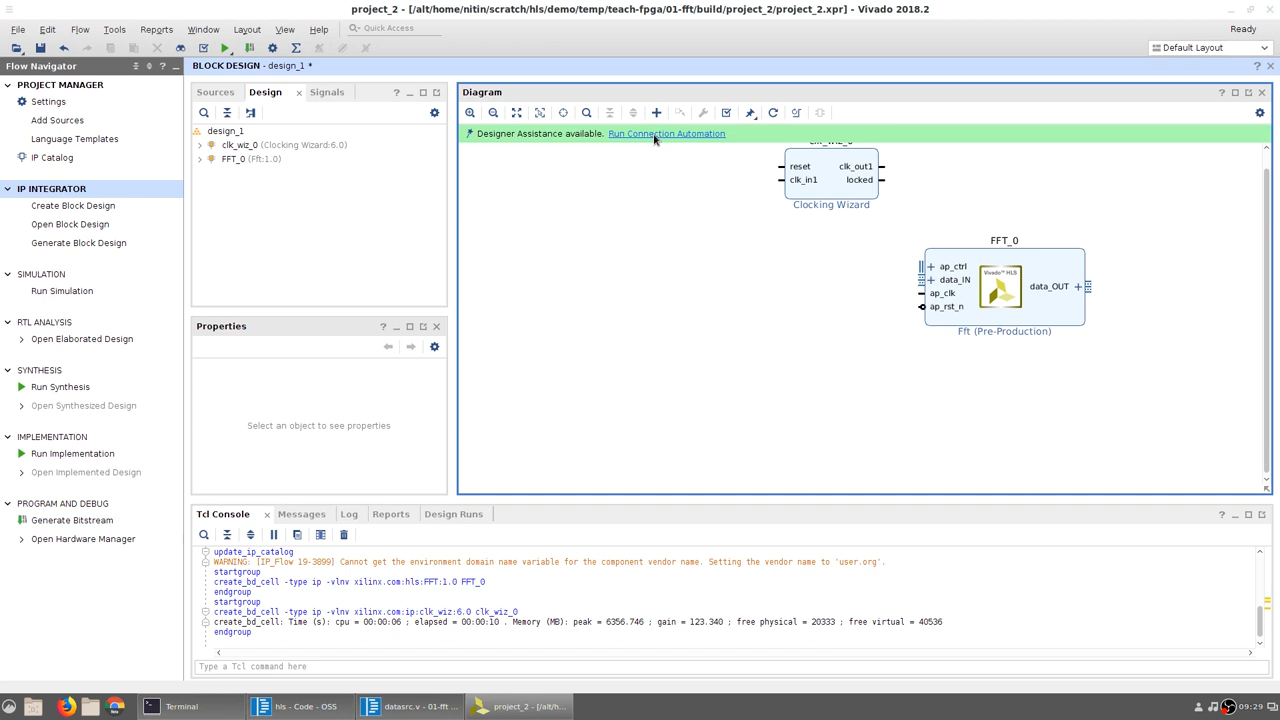 project_2 - [/alt/home/nitin/scratch/hls/demo/temp/teach-fpga/01-fft/build/project_2/project_2.xpr] - Vivado 2018.2
File Edit Flow Tools Reports Window Layout View Help Quick Access Ready
Default Layout
Flow Navigator
PROJECT MANAGER
Settings
Add Sources
Language Templates
IP Catalog
IP INTEGRATOR
Create Block Design
Open Block Design
Generate Block Design
SIMULATION
Run Simulation
RTL ANALYSIS
Open Elaborated Design
SYNTHESIS
Run Synthesis
Open Synthesized Design
IMPLEMENTATION
Run Implementation
Open Implemented Design
PROGRAM AND DEBUG
Generate Bitstream
Open Hardware Manager
BLOCK DESIGN - design_1 *
Sources Design Signals
design_1
clk_wiz_0 (Clocking Wizard:6.0)
FFT_0 (Fft:1.0)
Properties
Select an object to see properties
Diagram
Designer Assistance available. Run Connection Automation
clk_wiz_0
reset clk_out1
clk_in1 locked
Clocking Wizard
FFT_0
ap_ctrl
data_IN
ap_clk
ap_rst_n
Vivado™ HLS
data_OUT
Fft (Pre-Production)
Tcl Console Messages Log Reports Design Runs
update_ip_catalog
WARNING: [IP_Flow 19-3899] Cannot get the environment domain name variable for the component vendor name. Setting the vendor name to 'user.org'.
startgroup
create_bd_cell -type ip -vlnv xilinx.com:hls:FFT:1.0 FFT_0
endgroup
startgroup
create_bd_cell -type ip -vlnv xilinx.com:ip:clk_wiz:6.0 clk_wiz_0
create_bd_cell: Time (s): cpu = 00:00:06 ; elapsed = 00:00:10 . Memory (MB): peak = 6356.746 ; gain = 123.340 ; free physical = 20333 ; free virtual = 40536
endgroup
Type a Tcl command here
Terminal
hls - Code - OSS
datasrc.v - 01-fft ...
project_2 - [/alt/h...
09:29